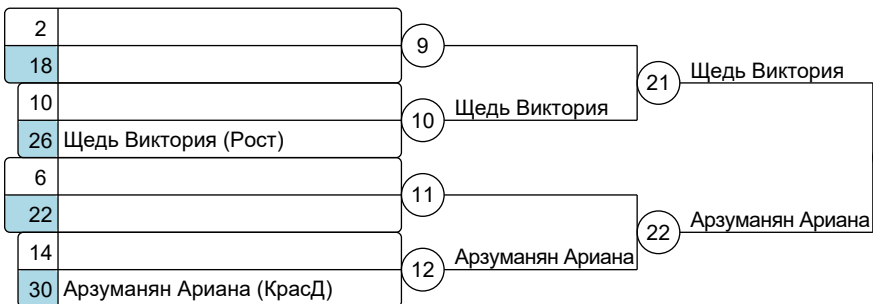 2
9
18
21 Щедь Виктория
10
10 Щедь Виктория
26 Щедь Виктория (Рост)
6
11
22
22 Арзуманян Ариана
14
12 Арзуманян Ариана
30 Арзуманян Ариана (КрасД)